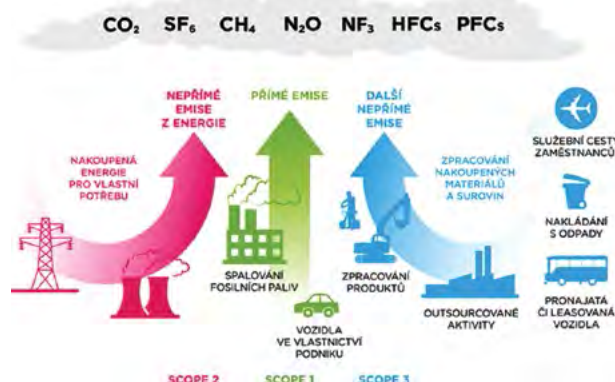 CO₂ SF₆ CH₄ N₂O NF₃ HFCs PFCs
NEPŘÍMÉ
EMISE
Z ENERGIE
PŘÍMÉ EMISE
DALŠÍ
NEPŘÍMÉ
EMISE
NAKOUPENÁ
ENERGIE
PRO VLASTNÍ
POTŘEBU
ZPRACOVÁNÍ
NAKOUPENÝCH
MATERIÁLŮ
A SUROVIN
SLUŽEBNÍ CESTY
ZAMĚSTNANCŮ
NAKLÁDÁNÍ
S ODPADY
SPALOVÁNÍ
FOSILNÍCH PALIV
ZPRACOVÁNÍ
PRODUKTŮ
OUTSOURCOVANÉ
AKTIVITY
PRONAJATÁ
ČI LEASOVANÁ
VOZIDLA
VOZIDLA
VE VLASTNICTVÍ
PODNIKU
SCOPE 2 SCOPE 1 SCOPE 3